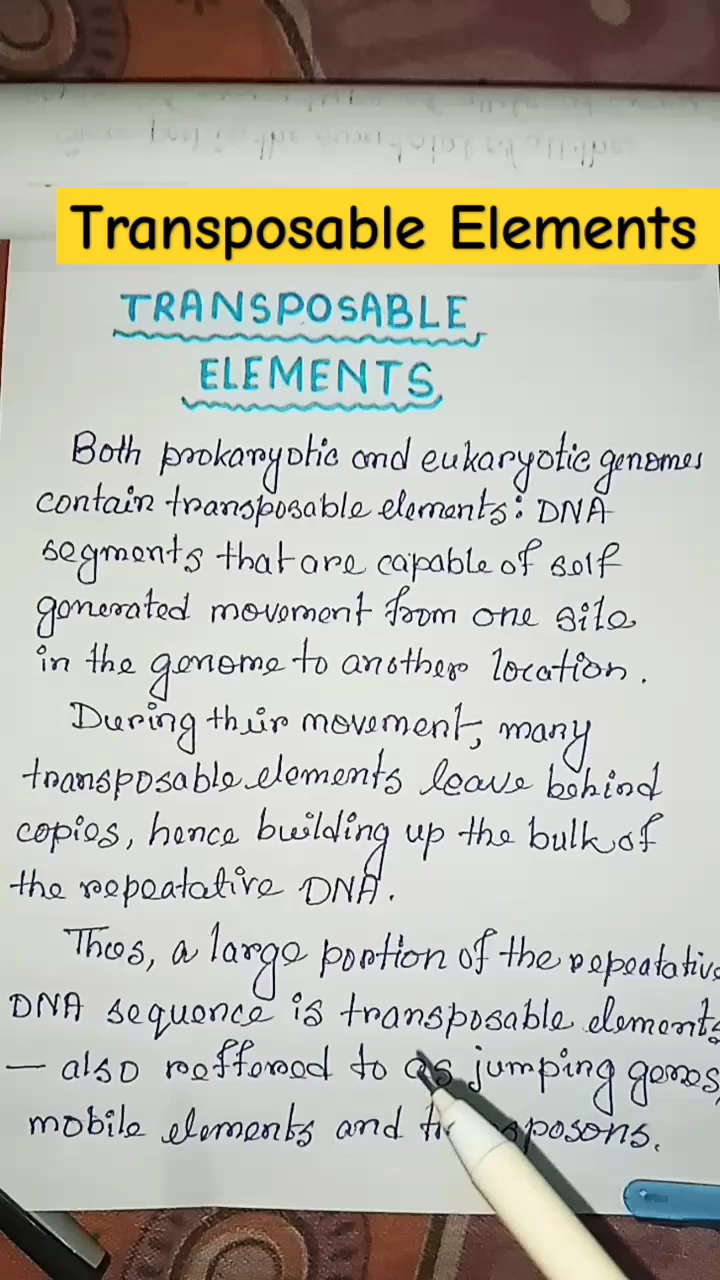 Transposable Elements
TRANSPOSABLE
ELEMENTS
Both prokaryotic and eukaryotic genomes
contain transposable elements: DNA
segments that are capable of self
generated movement from one site
in the genome to another location.
During their movement, many
transposable elements leave behind
copies, hence building up the bulk of
the repeatative DNA.
Thus, a large portion of the repeatative
DNA sequence is transposable elements
— also reffered to as jumping genes,
mobile elements and transposons.